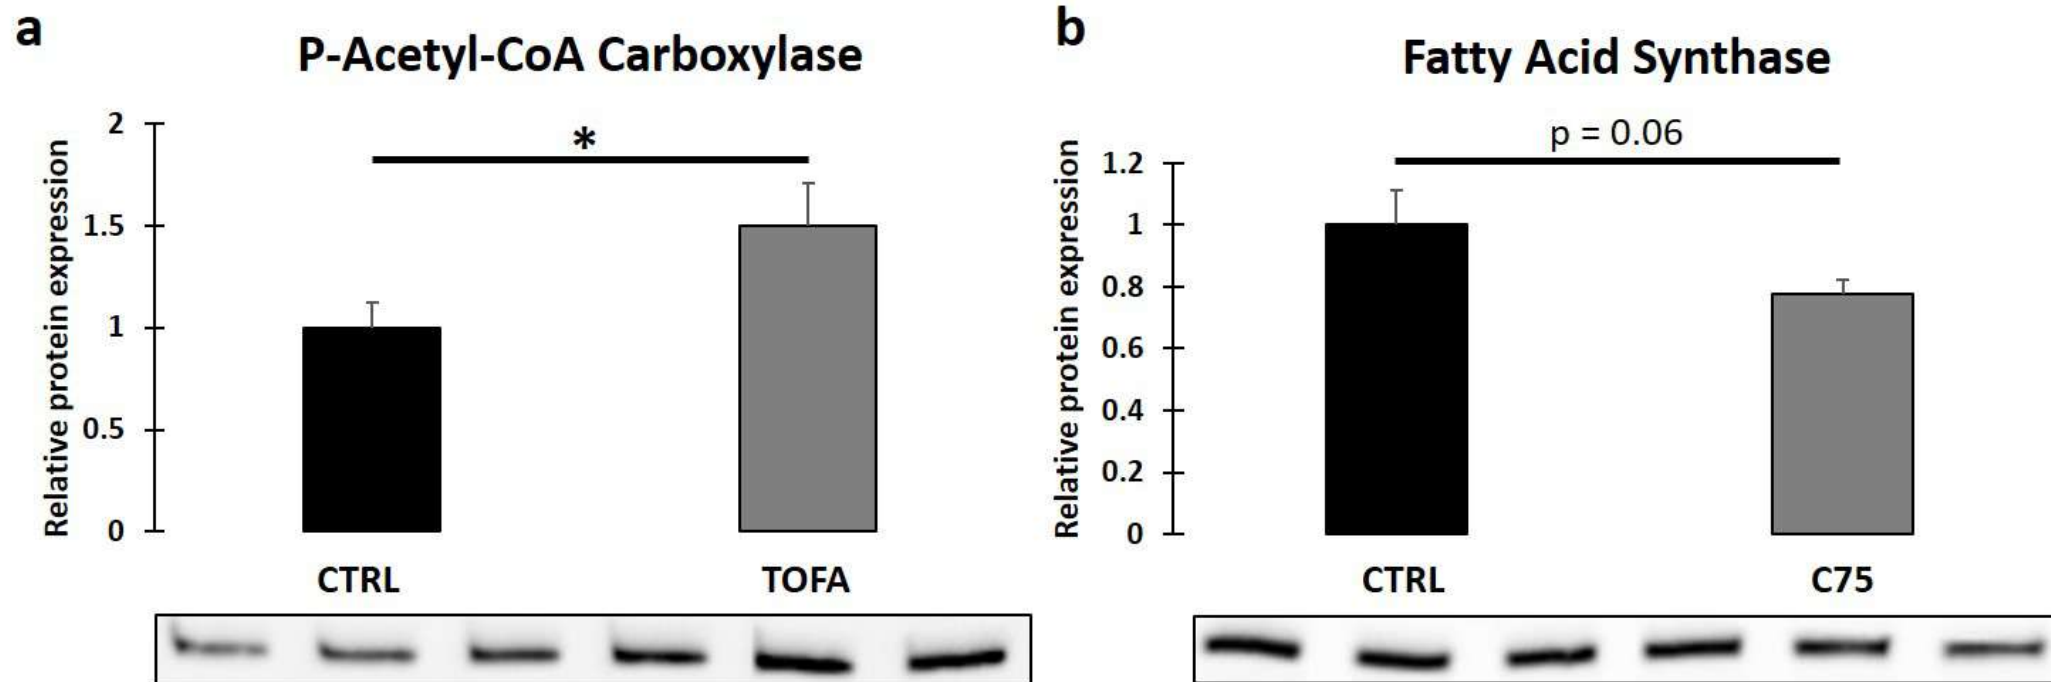 a
P-Acetyl-CoA Carboxylase
Relative protein expression
2
1.5
1
0.5
0
*
CTRL
TOFA
b
Fatty Acid Synthase
Relative protein expression
p = 0.06
1.2
1
0.8
0.6
0.4
0.2
0
CTRL
C75